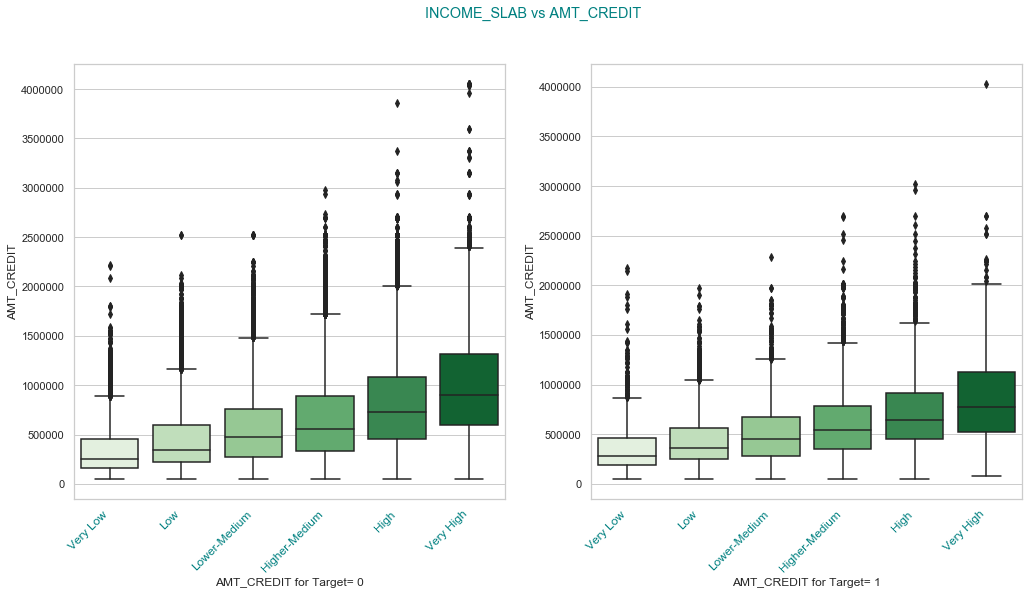 INCOME_SLAB vs AMT_CREDIT
AMT_CREDIT
4000000
3500000
3000000
2500000
2000000
1500000
1000000
500000
0
Very Low
Low
Lower-Medium
Higher-Medium
High
Very High
AMT_CREDIT for Target= 0
AMT_CREDIT
4000000
3500000
3000000
2500000
2000000
1500000
1000000
500000
0
Very Low
Low
Lower-Medium
Higher-Medium
High
Very High
AMT_CREDIT for Target= 1